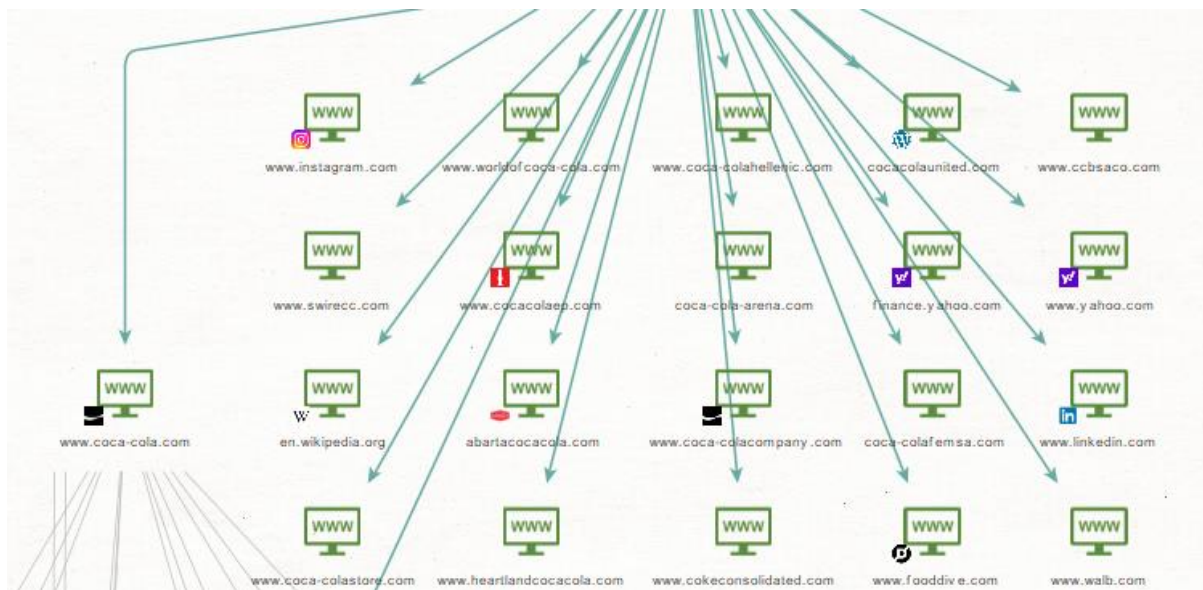 WWW WWW WWW WWW WWW
www.instagram.com www.worldofcoca-cola.com www.coca-colahellenic.com cocacolaunited.com www.ccbsaco.com
WWW WWW WWW y! WWW y! WWW
www.swirecc.com www.cocacolaep.com coca-cola-arena.com finance.yahoo.com www.yahoo.com
WWW W WWW WWW WWW WWW in WWW
www.coca-cola.com en.wikipedia.org abartacocacola.com www.coca-colacompany.com coca-colafemsa.com www.linkedin.com
WWW WWW WWW WWW WWW
www.coca-colastore.com www.heartlandcocacola.com www.cokeconsolidated.com www.fooddive.com www.walb.com